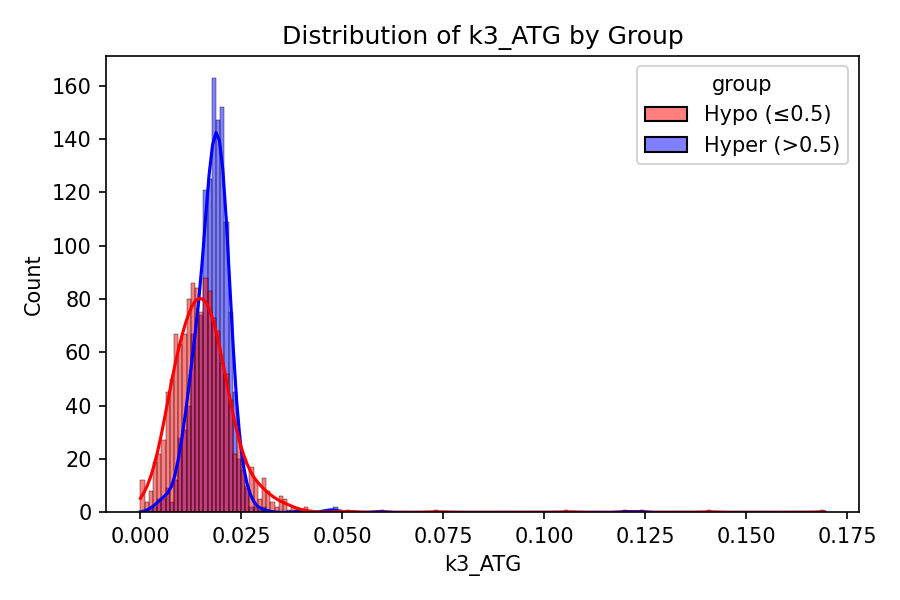 Distribution of k3_ATG by Group
group
Hypo (≤0.5)
Hyper (>0.5)
Count
160
140
120
100
80
60
40
20
0
0.000 0.025 0.050 0.075 0.100 0.125 0.150 0.175
k3_ATG